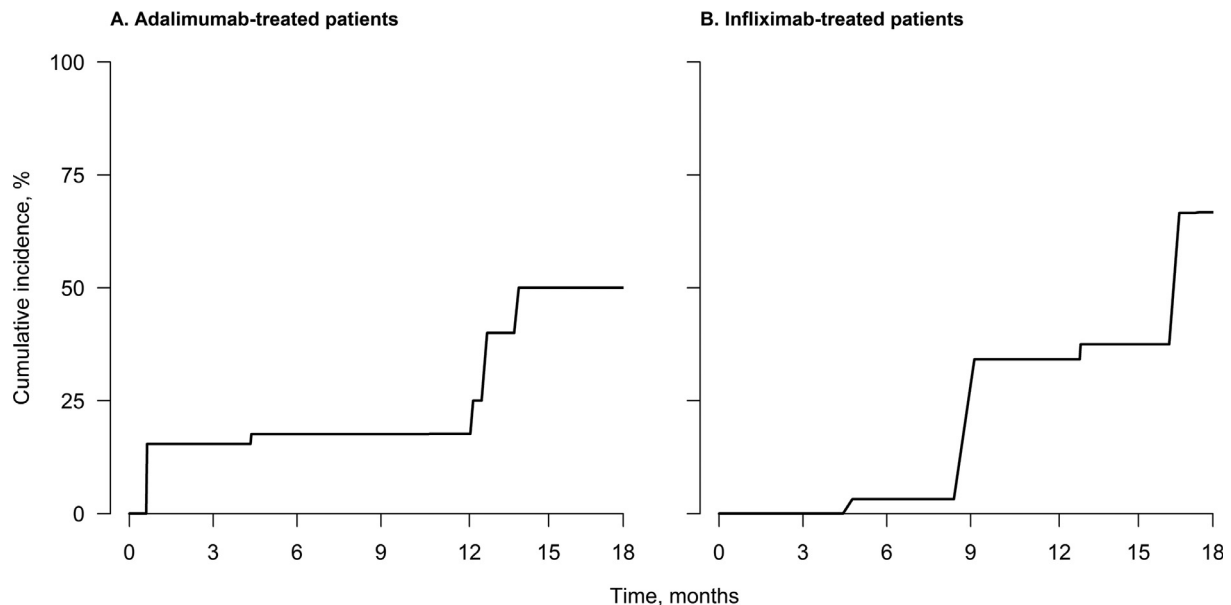 A. Adalimumab-treated patients
B. Infliximab-treated patients
Cumulative incidence, %
100
75
50
25
0
0 3 6 9 12 15 18
0 3 6 9 12 15 18
Time, months